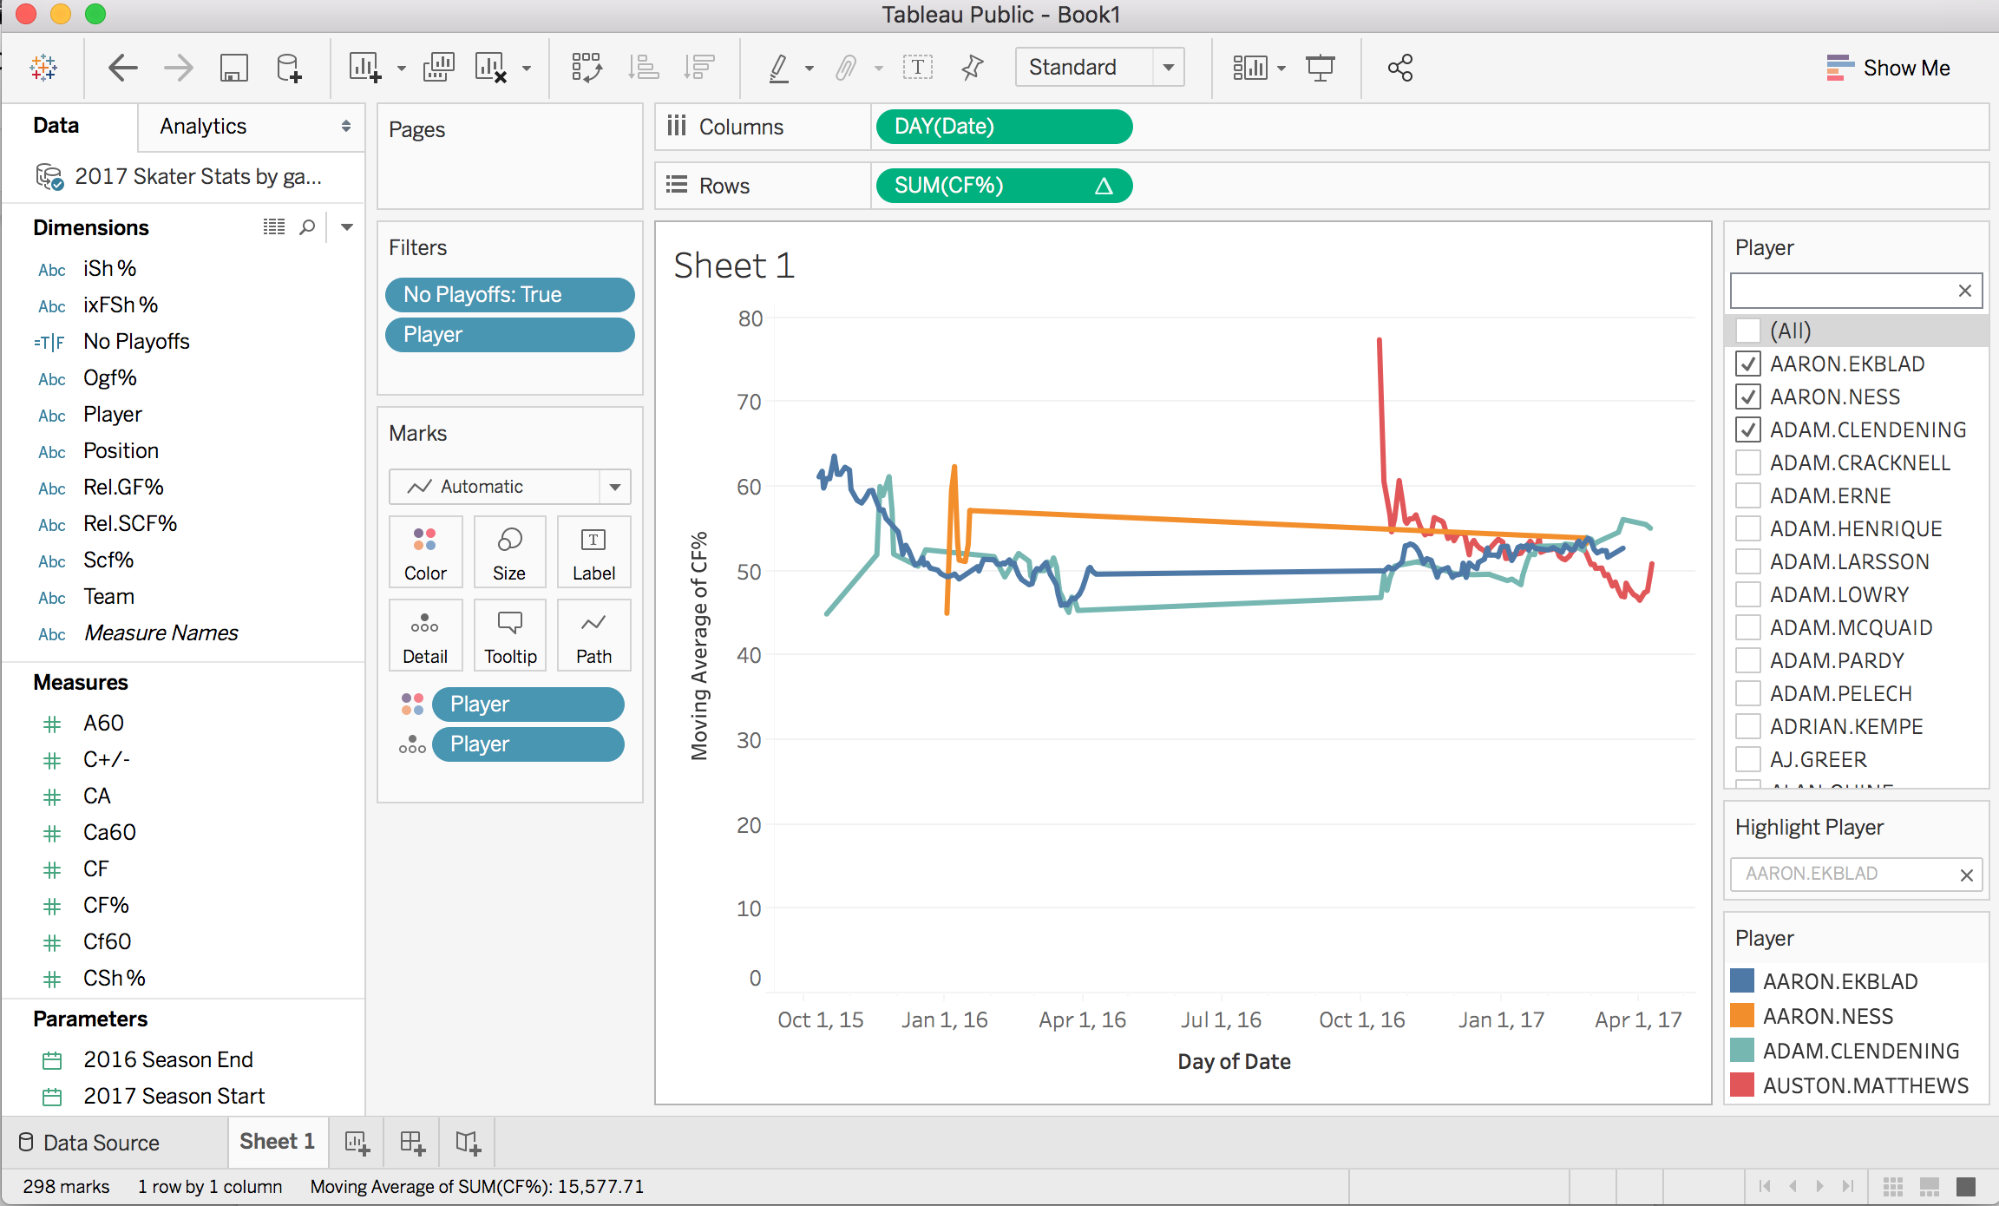 Tableau Public - Book1
Standard
Show Me
Data
Analytics
2017 Skater Stats by ga...
Dimensions
Abc iSh %
Abc ixFSh %
=T|F No Playoffs
Abc Ogf%
Abc Player
Abc Position
Abc Rel.GF%
Abc Rel.SCF%
Abc Scf%
Abc Team
Abc Measure Names
Measures
# A60
# C+/-
# CA
# Ca60
# CF
# CF%
# Cf60
# CSh %
Parameters
2016 Season End
2017 Season Start
Pages
Filters
No Playoffs: True
Player
Marks
Automatic
Color Size Label
Detail Tooltip Path
Player
Player
Columns DAY(Date)
Rows SUM(CF%) Δ
Sheet 1
80
70
60
50
40
30
20
10
0
Moving Average of CF%
Oct 1, 15 Jan 1, 16 Apr 1, 16 Jul 1, 16 Oct 1, 16 Jan 1, 17 Apr 1, 17
Day of Date
Player
(All)
AARON.EKBLAD
AARON.NESS
ADAM.CLENDENING
ADAM.CRACKNELL
ADAM.ERNE
ADAM.HENRIQUE
ADAM.LARSSON
ADAM.LOWRY
ADAM.MCQUAID
ADAM.PARDY
ADAM.PELECH
ADRIAN.KEMPE
AJ.GREER
Highlight Player
AARON.EKBLAD
Player
AARON.EKBLAD
AARON.NESS
ADAM.CLENDENING
AUSTON.MATTHEWS
Data Source
Sheet 1
298 marks 1 row by 1 column Moving Average of SUM(CF%): 15,577.71